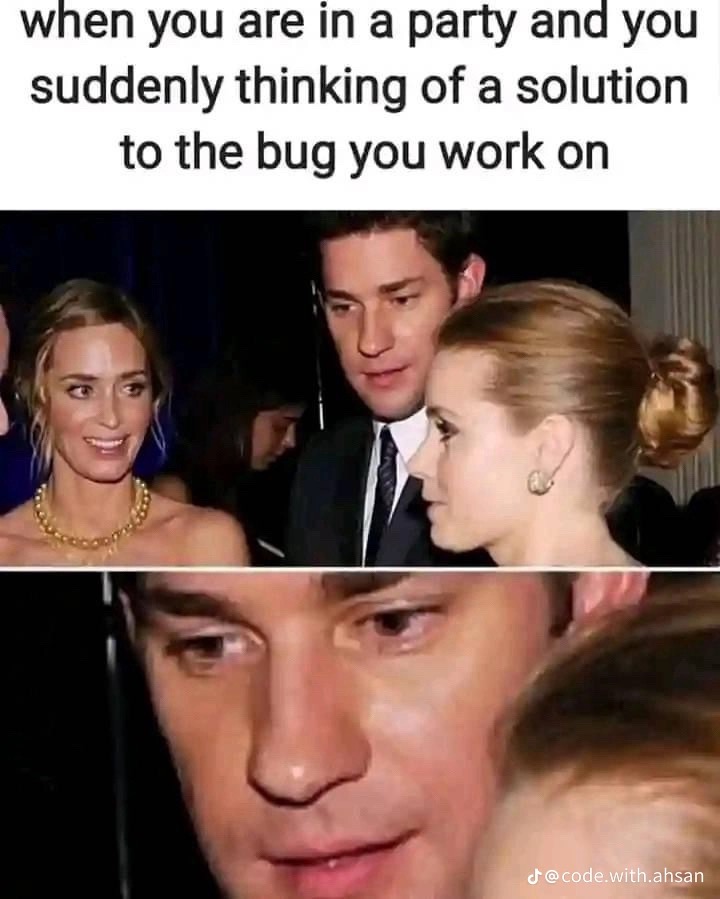 when you are in a party and you
suddenly thinking of a solution
to the bug you work on
@code.with.ahsan